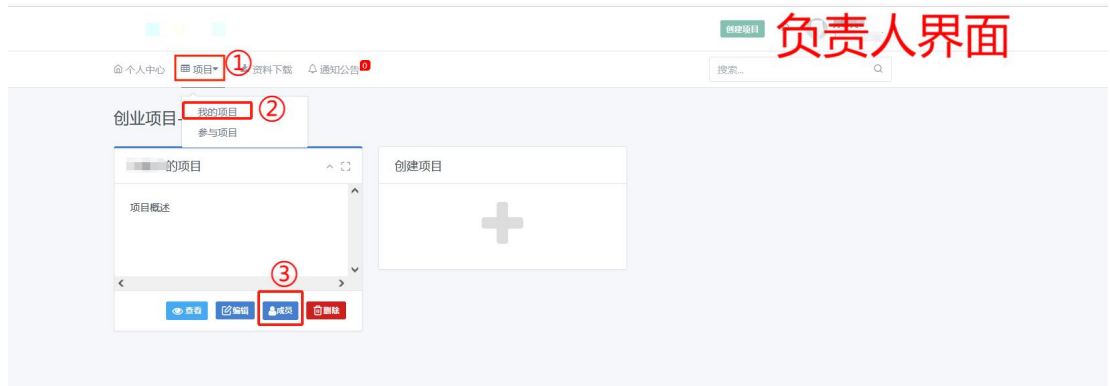 创建项目
负责人界面
个人中心 项目 ① 资料下载 通知公告 0
搜索...
创业项目-
我的项目 ②
参与项目
的项目
创建项目
项目概述
③
查看 编辑 成员 删除